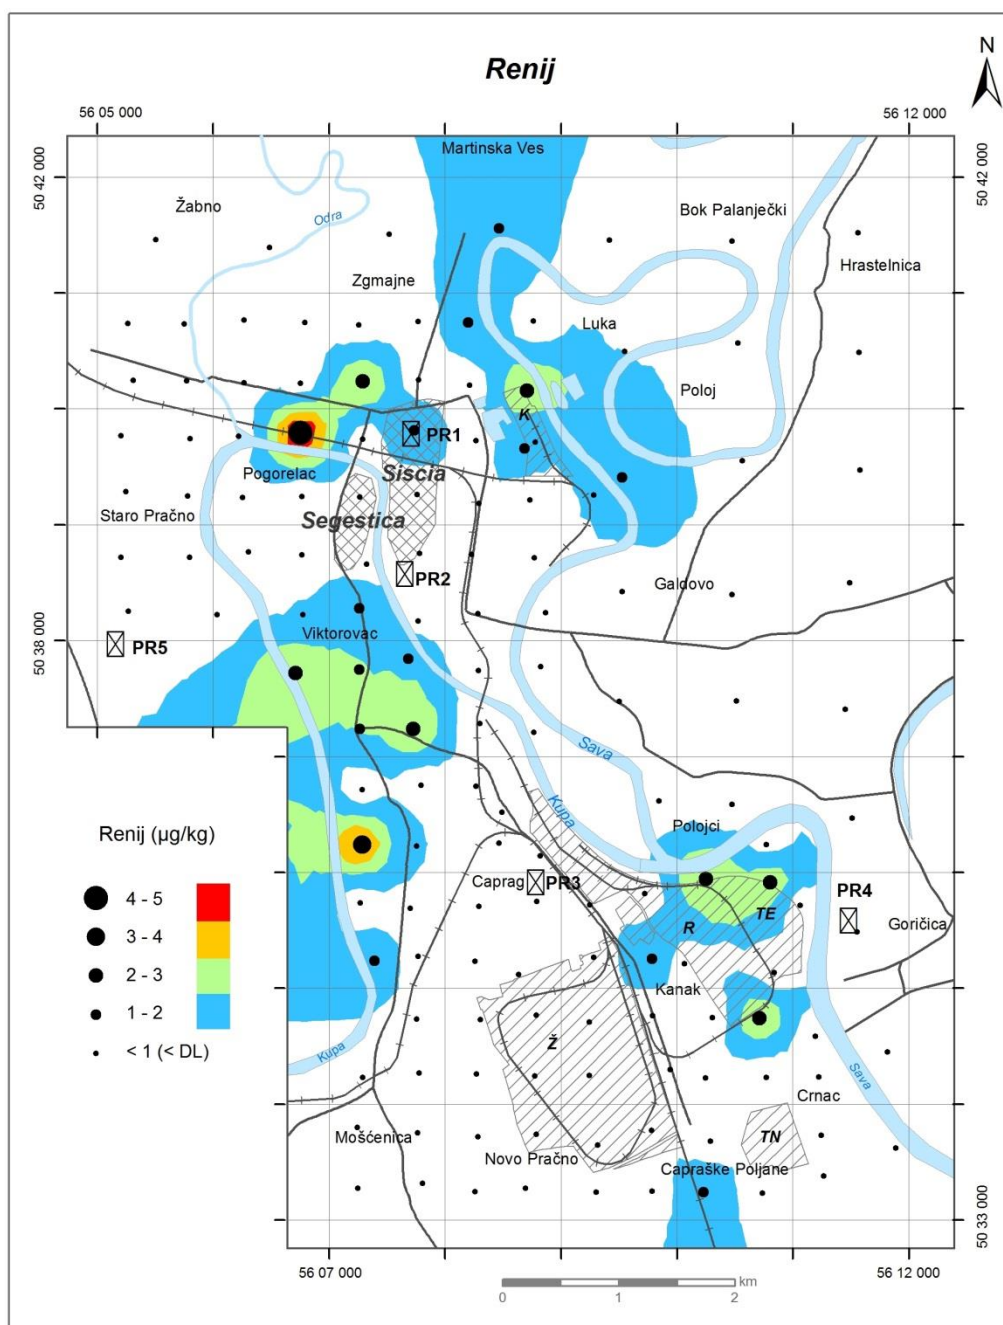 Renij
N
56 05 000
56 12 000
50 42 000
50 42 000
Martinska Ves
Žabno
Odra
Bok Palanječki
Hrastelnica
Zgmajne
Luka
Poloj
K
PR1
Siscia
Pogorelac
Staro Pračno
Segestica
PR2
Galdovo
50 38 000
Viktorovac
PR5
Sava
Kupa
Polojci
Renij (µg/kg)
4 - 5
3 - 4
2 - 3
1 - 2
< 1 (< DL)
Caprag
PR3
PR4
TE
R
Goričica
Kanak
Ž
Kupa
Sava
Crnac
Mošćenica
TN
Novo Pračno
Capraške Poljane
50 33 000
56 07 000
56 12 000
km
0
1
2